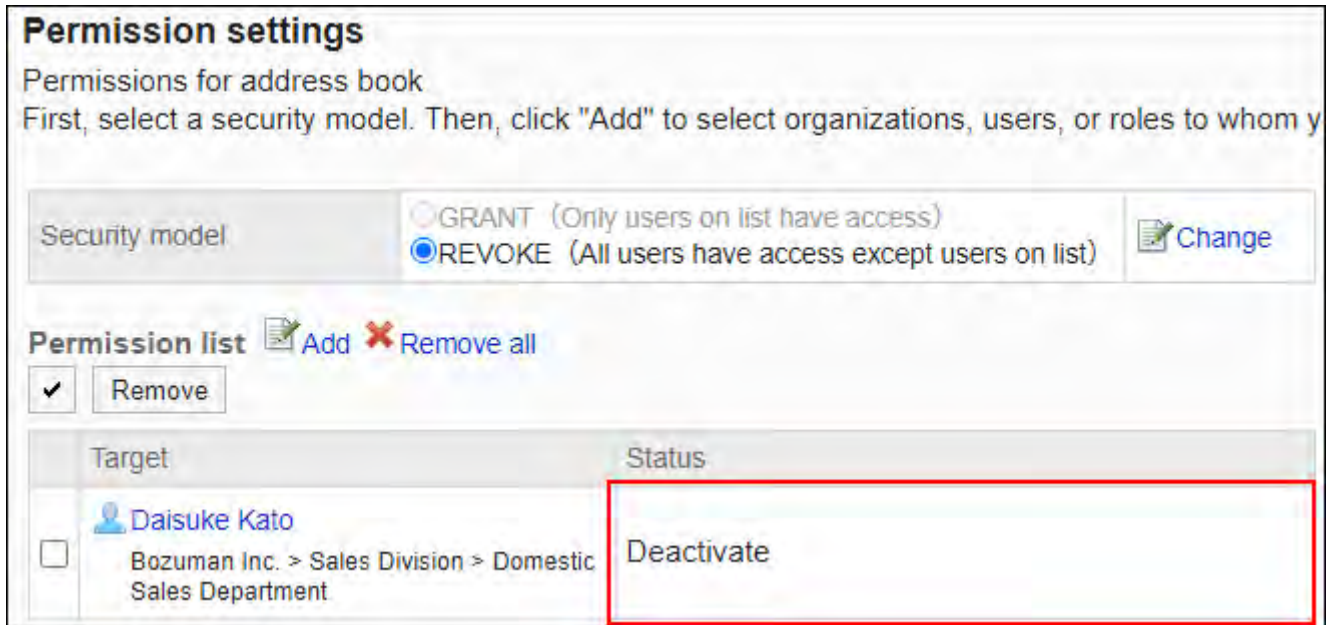 Permission settings
Permissions for address book
First, select a security model. Then, click "Add" to select organizations, users, or roles to whom y
Security model
GRANT (Only users on list have access)
REVOKE (All users have access except users on list)
Change
Permission list Add Remove all
Remove
Target Status
Daisuke Kato
Bozuman Inc. > Sales Division > Domestic
Sales Department
Deactivate